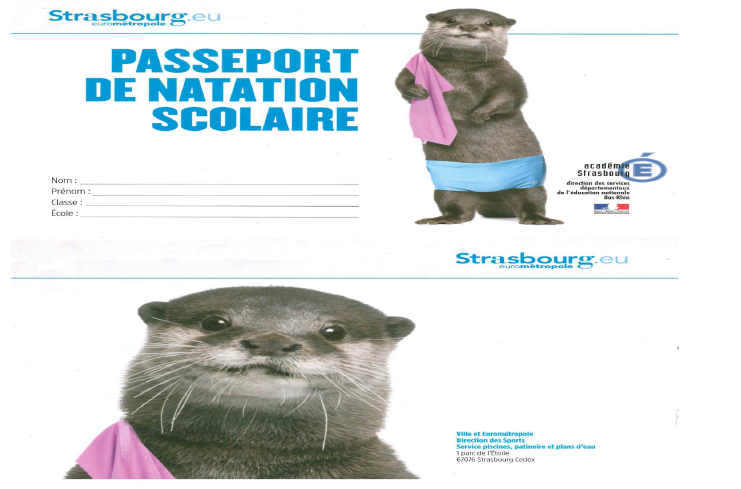 Strasbourg.eu
eurométropole
PASSEPORT
DE NATATION
SCOLAIRE
Nom :
Prénom :
Classe :
École :
académie
Strasbourg
É
direction des services
départementaux
de l'éducation nationale
Bas-Rhin
Strasbourg.eu
eurométropole
Ville et Eurométropole
Direction des Sports
Service piscines, patinoire et plans d'eau
1 parc de l'Étoile
67076 Strasbourg Cedex